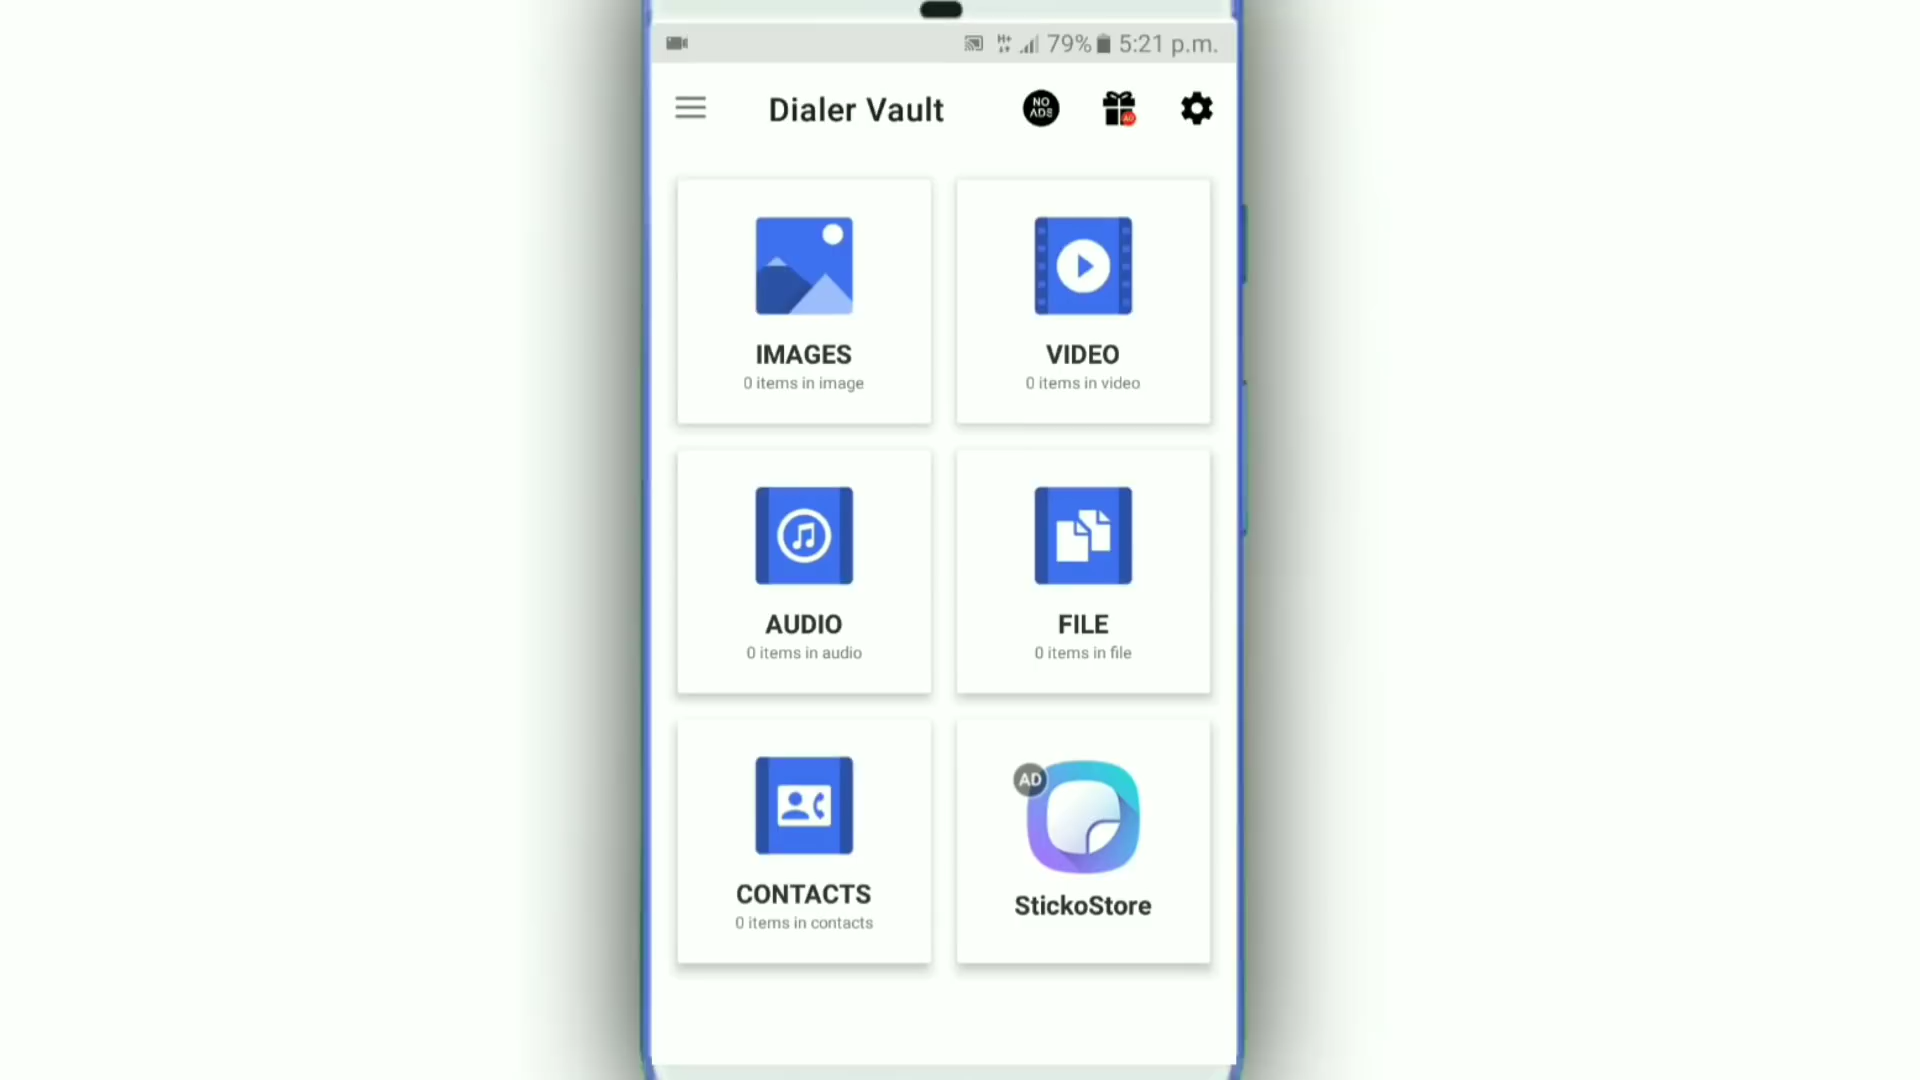 79% 5:21 p.m.
Dialer Vault
NO
ADS
AD
IMAGES
0 items in image
VIDEO
0 items in video
AUDIO
0 items in audio
FILE
0 items in file
CONTACTS
0 items in contacts
AD
StickoStore